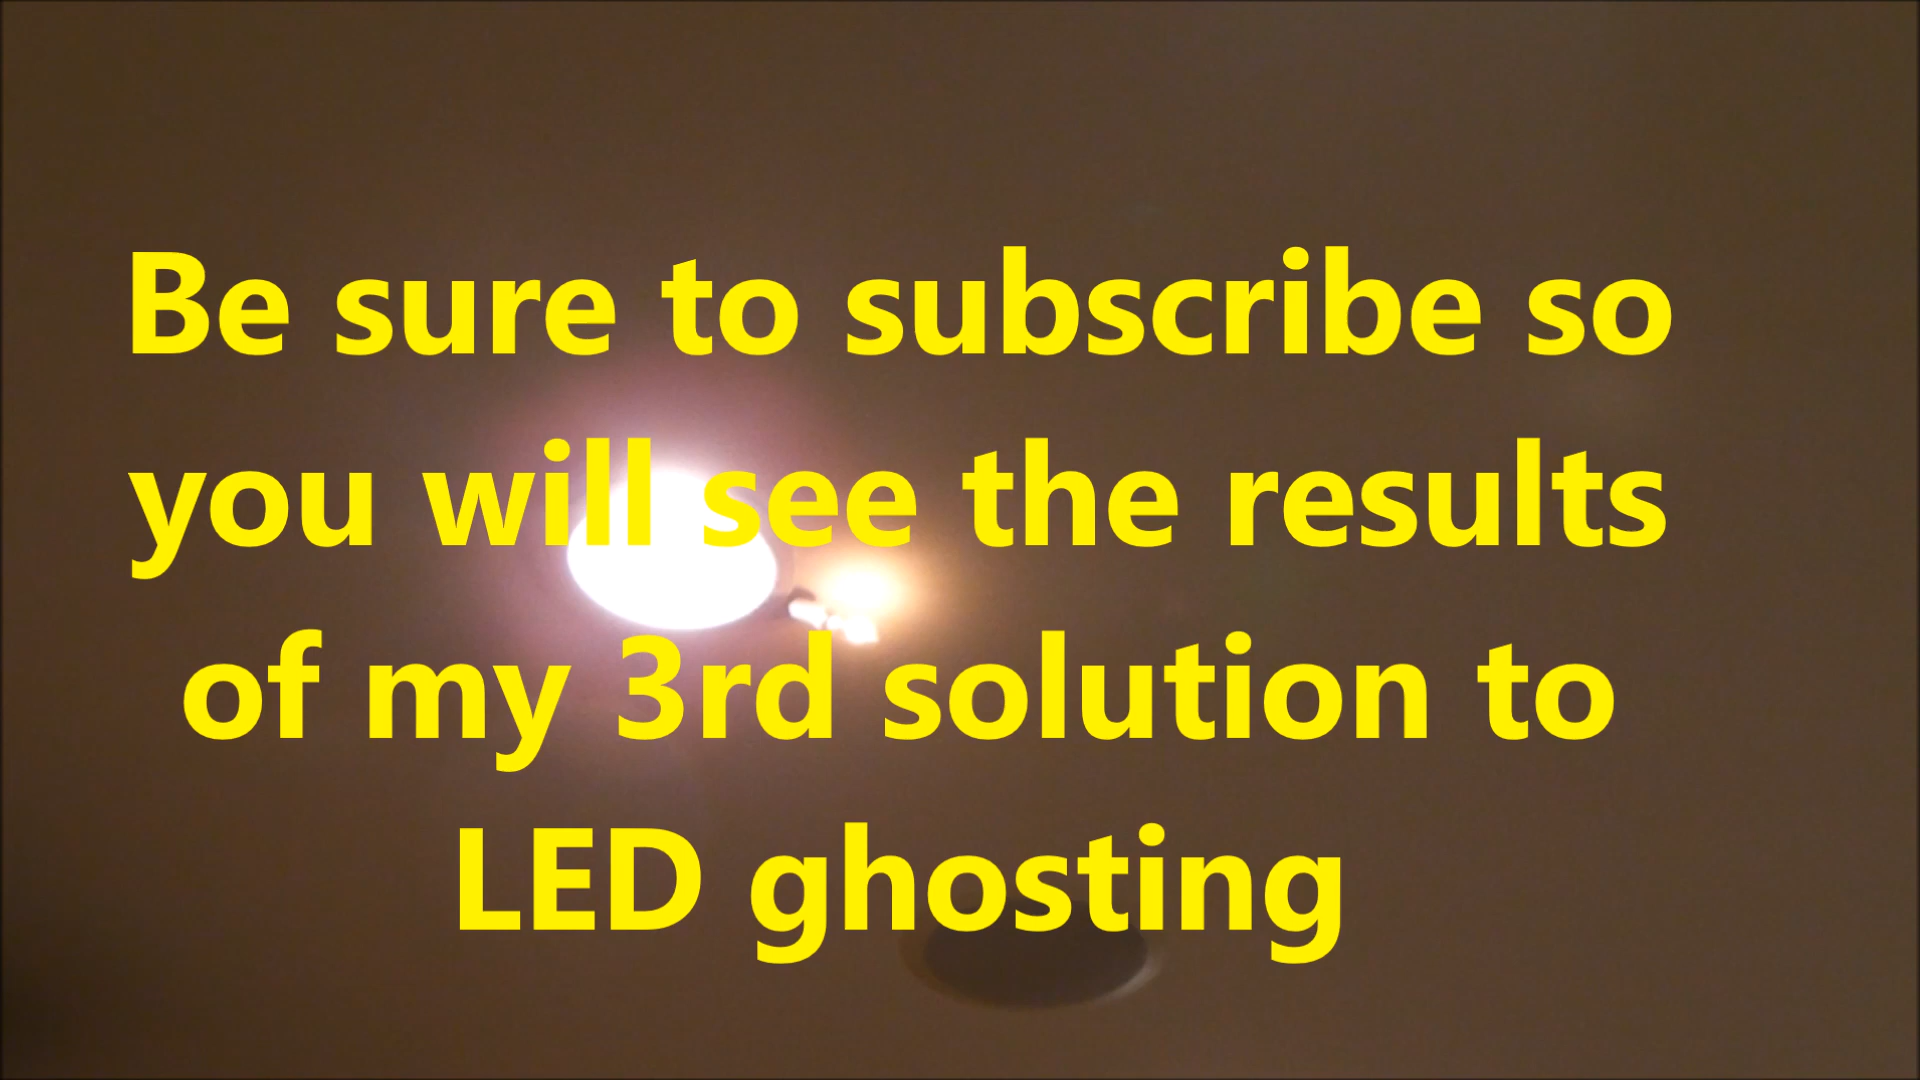 Be sure to subscribe so
you will see the results
of my 3rd solution to
LED ghosting